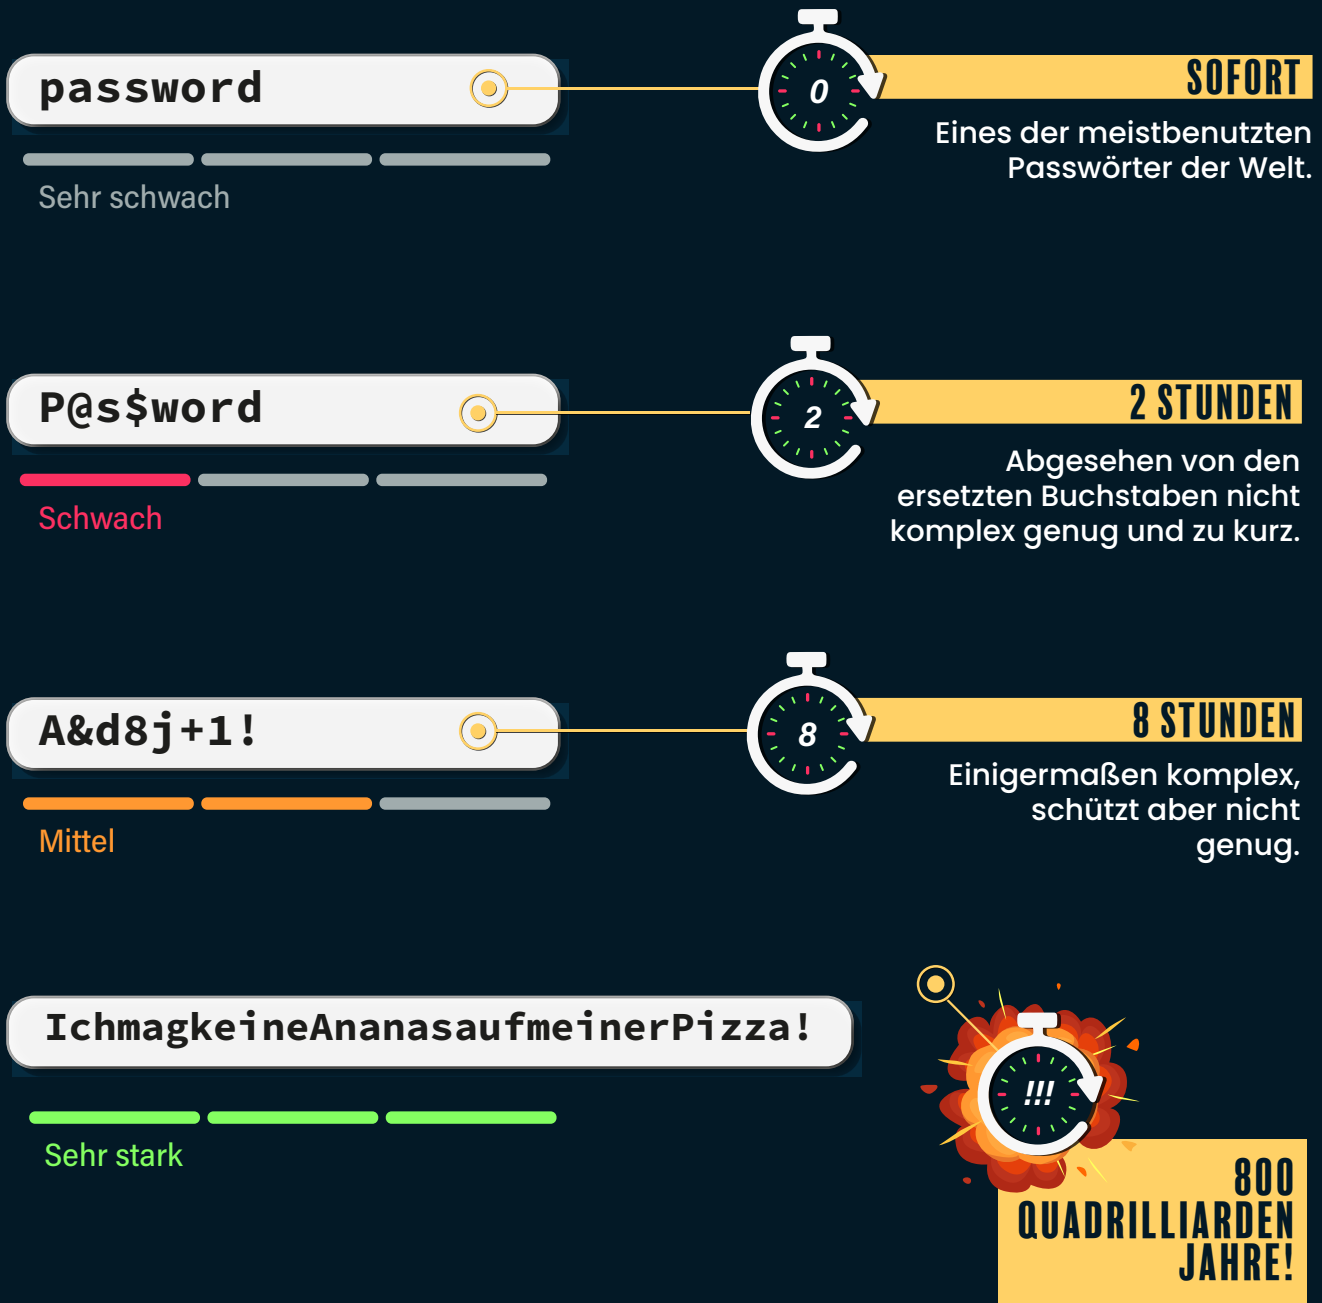 password
0
SOFORT
Eines der meistbenutzten
Passwörter der Welt.
Sehr schwach
P@s$word
2
2 STUNDEN
Abgesehen von den
ersetzten Buchstaben nicht
komplex genug und zu kurz.
Schwach
A&d8j+1!
8
8 STUNDEN
Einigermaßen komplex,
schützt aber nicht
genug.
Mittel
IchmagkeineAnanasaufmeinerPizza!
!!!
Sehr stark
800
QUADRILLIARDEN
JAHRE!